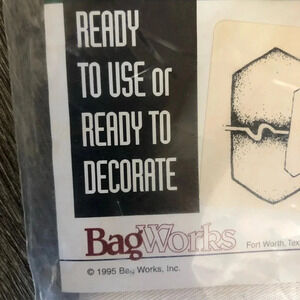 READY
TO USE or
READY TO
DECORATE
BagWorks
Fort Worth, Tex
© 1995 Bag Works, Inc.